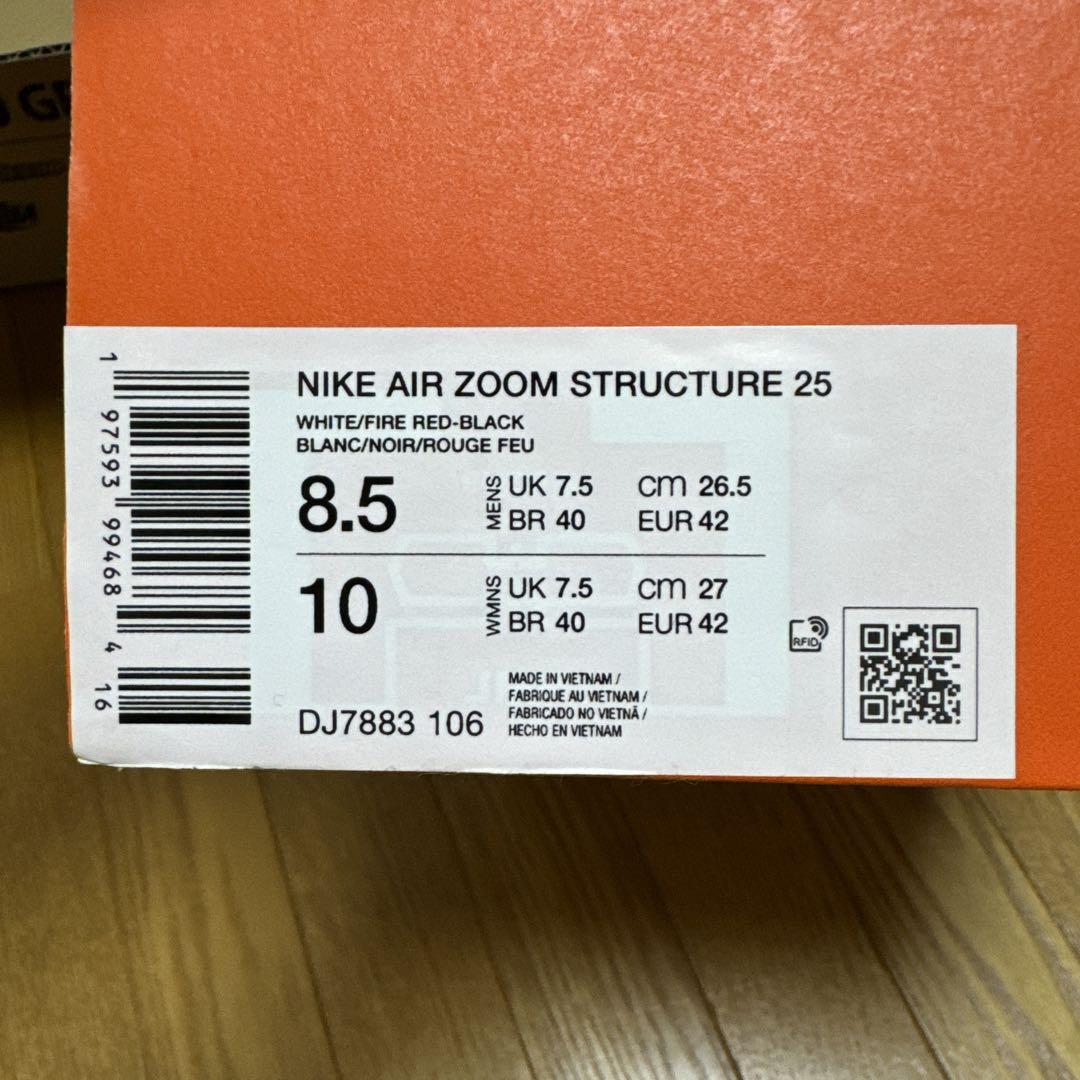 NIKE AIR ZOOM STRUCTURE 25
WHITE/FIRE RED-BLACK
BLANC/NOIR/ROUGE FEU
8.5 MENS UK 7.5 cm 26.5
BR 40 EUR 42
10 WMNS UK 7.5 cm 27
BR 40 EUR 42
RFID
MADE IN VIETNAM /
FABRIQUE AU VIETNAM /
FABRICADO NO VIETNÃ /
HECHO EN VIETNAM
DJ7883 106
1 97593 99468 4 16